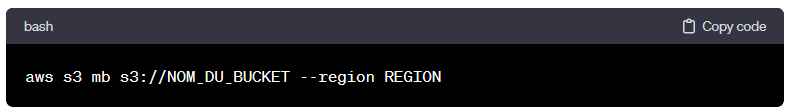 bash
Copy code
aws s3 mb s3://NOM_DU_BUCKET --region REGION